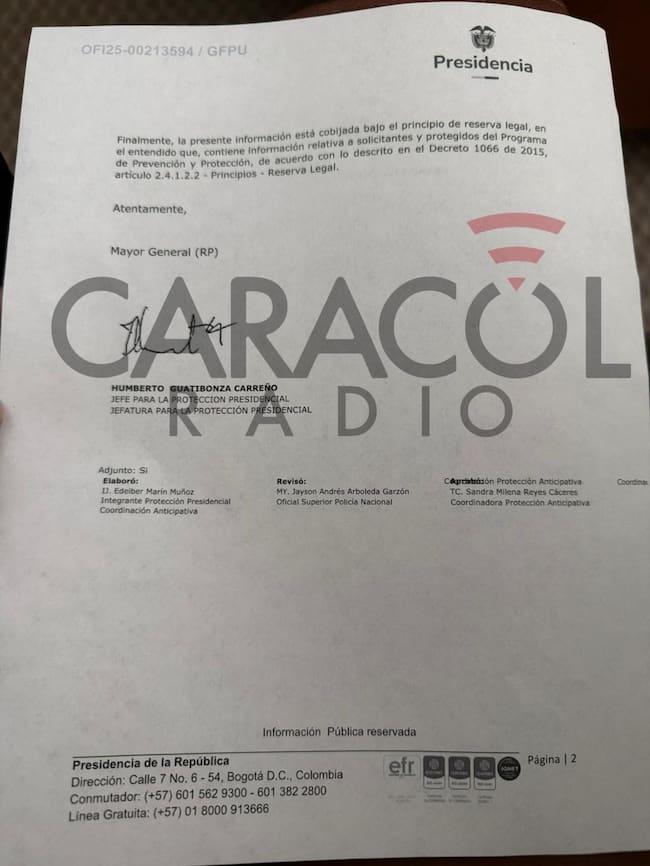 OFI25-00213594 / GFPU
Presidencia
Finalmente, la presente información está cobijada bajo el principio de reserva legal, en
el entendido que, contiene información relativa a solicitantes y protegidos del Programa
de Prevención y Protección, de acuerdo con lo descrito en el Decreto 1066 de 2015,
artículo 2.4.1.2.2 - Principios - Reserva Legal.
Atentamente,
Mayor General (RP)
CARACOL
RADIO
HUMBERTO GUATIBONZA CARREÑO
JEFE PARA LA PROTECCION PRESIDENCIAL
JEFATURA PARA LA PROTECCIÓN PRESIDENCIAL
Adjunto: Si
Elaboró:
IJ. Edelber Marín Muñoz
Integrante Protección Presidencial
Coordinación Anticipativa
Revisó:
MY. Jayson Andrés Arboleda Garzón
Oficial Superior Policía Nacional
Aprobó: Protección Anticipativa
TC. Sandra Milena Reyes Cáceres
Coordinadora Protección Anticipativa
Información Pública reservada
Presidencia de la República
Dirección: Calle 7 No. 6 - 54, Bogotá D.C., Colombia
Conmutador: (+57) 601 562 9300 - 601 382 2800
Línea Gratuita: (+57) 01 8000 913666
efr
IQNET
Página | 2